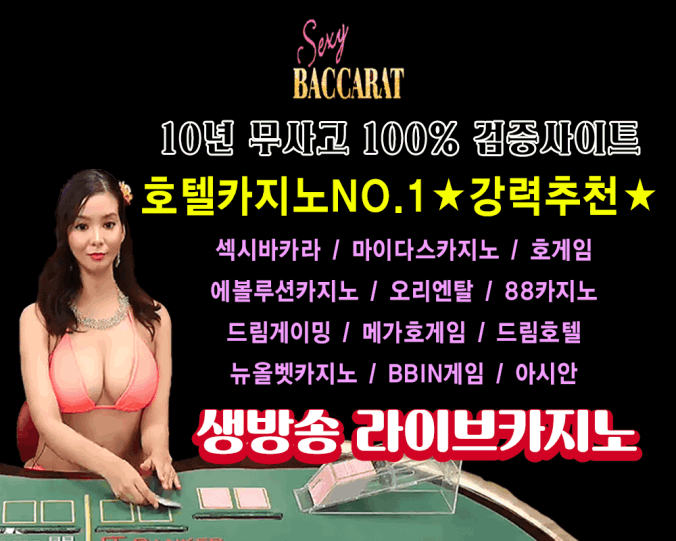 Sexy
BACCARAT
10년 무사고 100% 검증사이트
호텔카지노NO.1★강력추천★
섹시바카라 / 마이다스카지노 / 호게임
에볼루션카지노 / 오리엔탈 / 88카지노
드림게이밍 / 메가호게임 / 드림호텔
뉴올벳카지노 / BBIN게임 / 아시안
생방송 라이브카지노